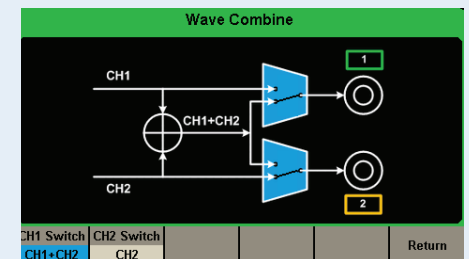 Wave Combine
1
CH1
CH1+CH2
CH2
2
CH1 Switch
CH1+CH2
CH2 Switch
CH2
Return